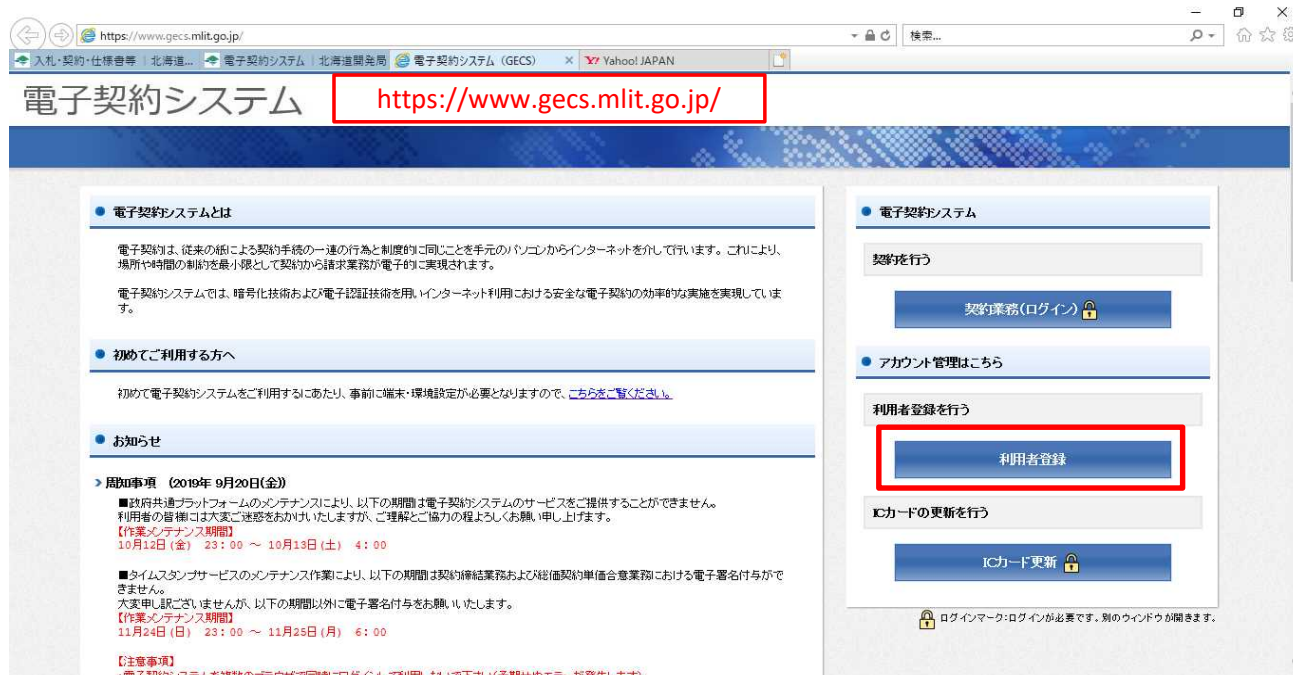 https://www.gecs.mlit.go.jp/
検索...
入札・契約・仕様書等 | 北海道...
電子契約システム | 北海道開発局
電子契約システム (GECS)
Yahoo! JAPAN
電子契約システム
https://www.gecs.mlit.go.jp/
電子契約システムとは
電子契約は、従来の紙による契約手続の一連の行為と制度的に同じことを手元のパソコンからインターネットを介して行います。これにより、
場所や時間の制約を最小限として契約から請求業務が電子的に実現されます。
電子契約システムでは、暗号化技術および電子認証技術を用い、インターネット利用における安全な電子契約の効率的な実施を実現していま
す。
初めてご利用する方へ
初めて電子契約システムをご利用するにあたり、事前に端末・環境設定が必要となりますので、こちらをご覧ください。
お知らせ
周知事項 (2019年 9月20日(金))
■政府共通プラットフォームのメンテナンスにより、以下の期間は電子契約システムのサービスをご提供することができません。
利用者の皆様には大変ご迷惑をおかけいたしますが、ご理解とご協力の程よろしくお願い申し上げます。
【作業メンテナンス期間】
10月12日(金) 23:00 ~ 10月13日(土) 4:00
■タイムスタンプサービスのメンテナンス作業により、以下の期間は契約締結業務および総価契約単価合意業務における電子署名付与がで
きません。
大変申し訳ございませんが、以下の期間以外に電子署名付与をお願いいたします。
【作業メンテナンス期間】
11月24日(日) 23:00 ~ 11月25日(月) 6:00
【注意事項】
電子契約システム
契約を行う
契約業務(ログイン)
アカウント管理はこちら
利用者登録を行う
利用者登録
ICカードの更新を行う
ICカード更新
ログインマーク:ログインが必要です。別のウィンドウが開きます。